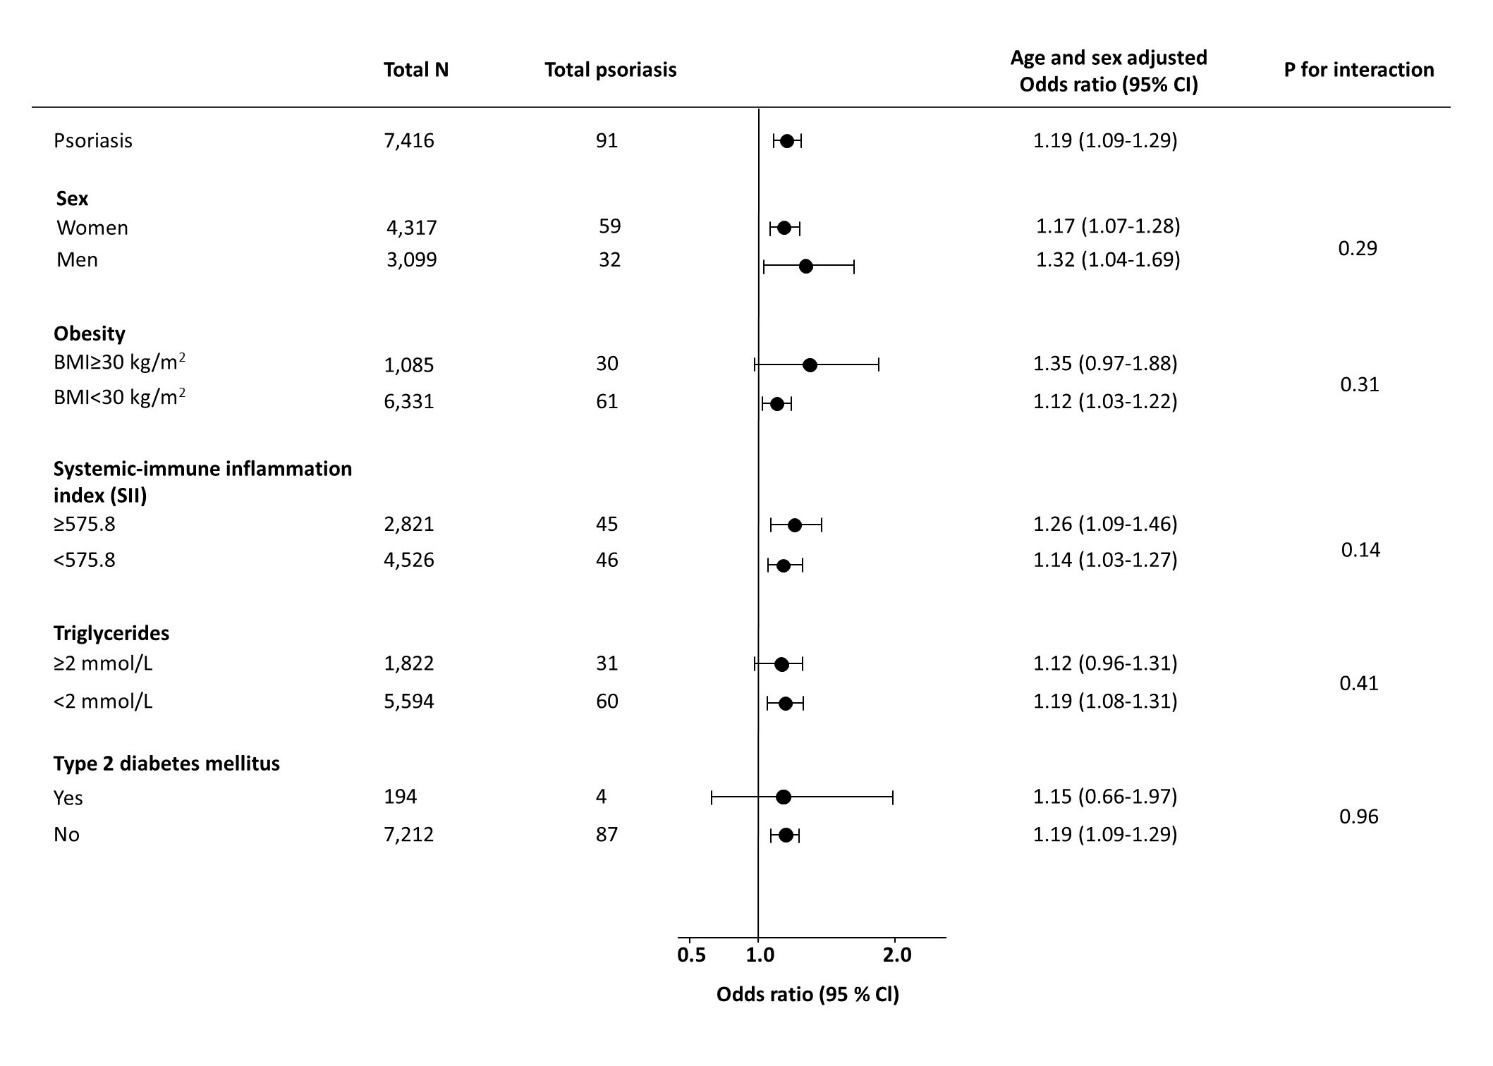 Total N Total psoriasis Age and sex adjusted Odds ratio (95% CI) P for interaction
Psoriasis 7,416 91 1.19 (1.09-1.29)
Sex
Women 4,317 59 1.17 (1.07-1.28)
Men 3,099 32 1.32 (1.04-1.69)
0.29
Obesity
BMI≥30 kg/m² 1,085 30 1.35 (0.97-1.88)
BMI<30 kg/m² 6,331 61 1.12 (1.03-1.22)
0.31
Systemic-immune inflammation
index (SII)
≥575.8 2,821 45 1.26 (1.09-1.46)
<575.8 4,526 46 1.14 (1.03-1.27)
0.14
Triglycerides
≥2 mmol/L 1,822 31 1.12 (0.96-1.31)
<2 mmol/L 5,594 60 1.19 (1.08-1.31)
0.41
Type 2 diabetes mellitus
Yes 194 4 1.15 (0.66-1.97)
No 7,212 87 1.19 (1.09-1.29)
0.96
0.5 1.0 2.0
Odds ratio (95 % Cl)